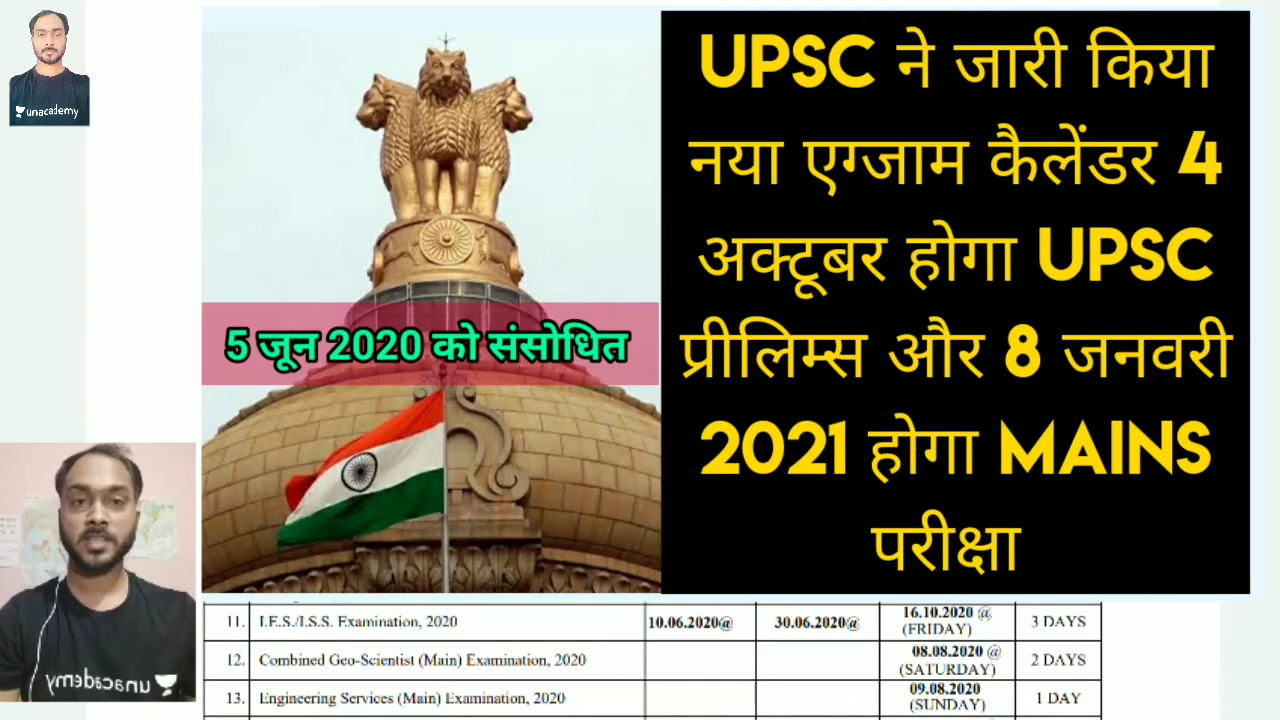 unacademy
UPSC ने जारी किया
नया एग्जाम कैलेंडर 4
अक्टूबर होगा UPSC
प्रीलिम्स और 8 जनवरी
2021 होगा MAINS
परीक्षा
5 जून 2020 को संसोधित
unacademy
11. I.E.S./I.S.S. Examination, 2020 10.06.2020@ 30.06.2020@ 16.10.2020 @ (FRIDAY) 3 DAYS
12. Combined Geo-Scientist (Main) Examination, 2020 08.08.2020 @ (SATURDAY) 2 DAYS
13. Engineering Services (Main) Examination, 2020 09.08.2020 (SUNDAY) 1 DAY